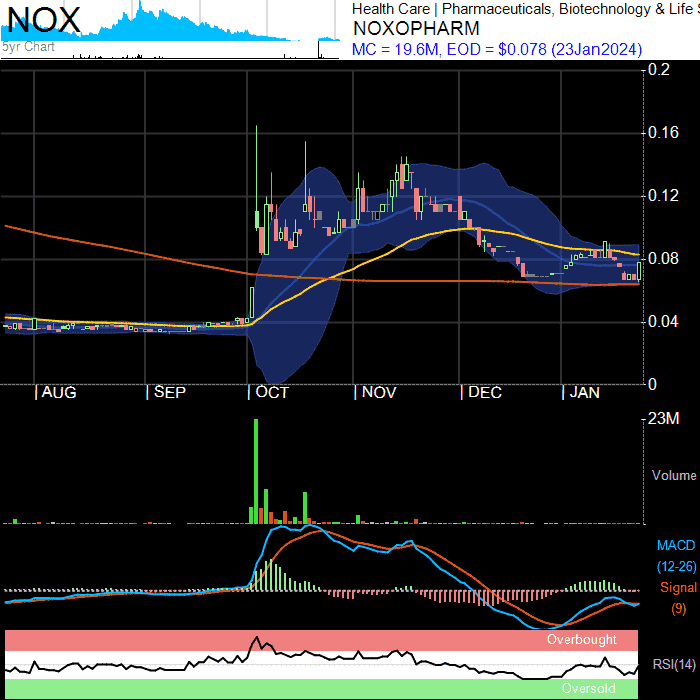 NOX
5yr Chart
Health Care | Pharmaceuticals, Biotechnology & Life S
NOXOPHARM
MC = 19.6M, EOD = $0.078 (23Jan2024)
0.2
0.16
0.12
0.08
0.04
0
AUG SEP OCT NOV DEC JAN
23M
Volume
MACD
(12-26)
Signal
(9)
Overbought
RSI(14)
Oversold